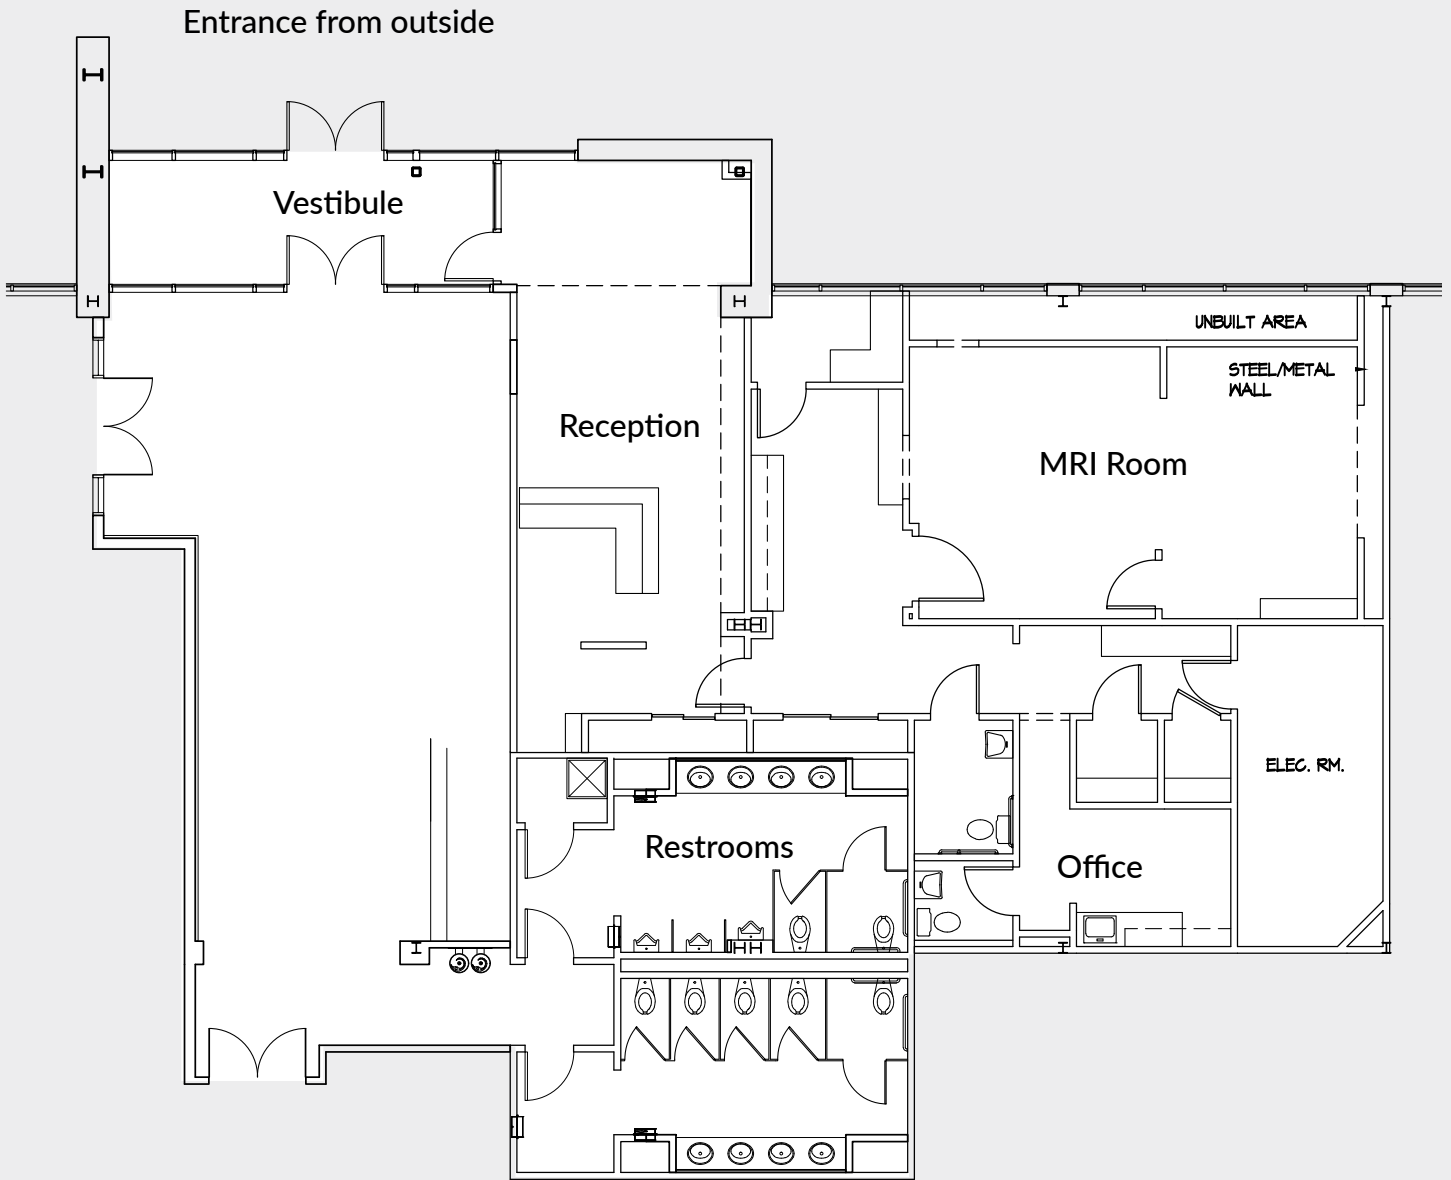 Entrance from outside
Vestibule
UNBUILT AREA
STEEL/METAL
WALL
Reception
MRI Room
ELEC. RM.
Restrooms
Office